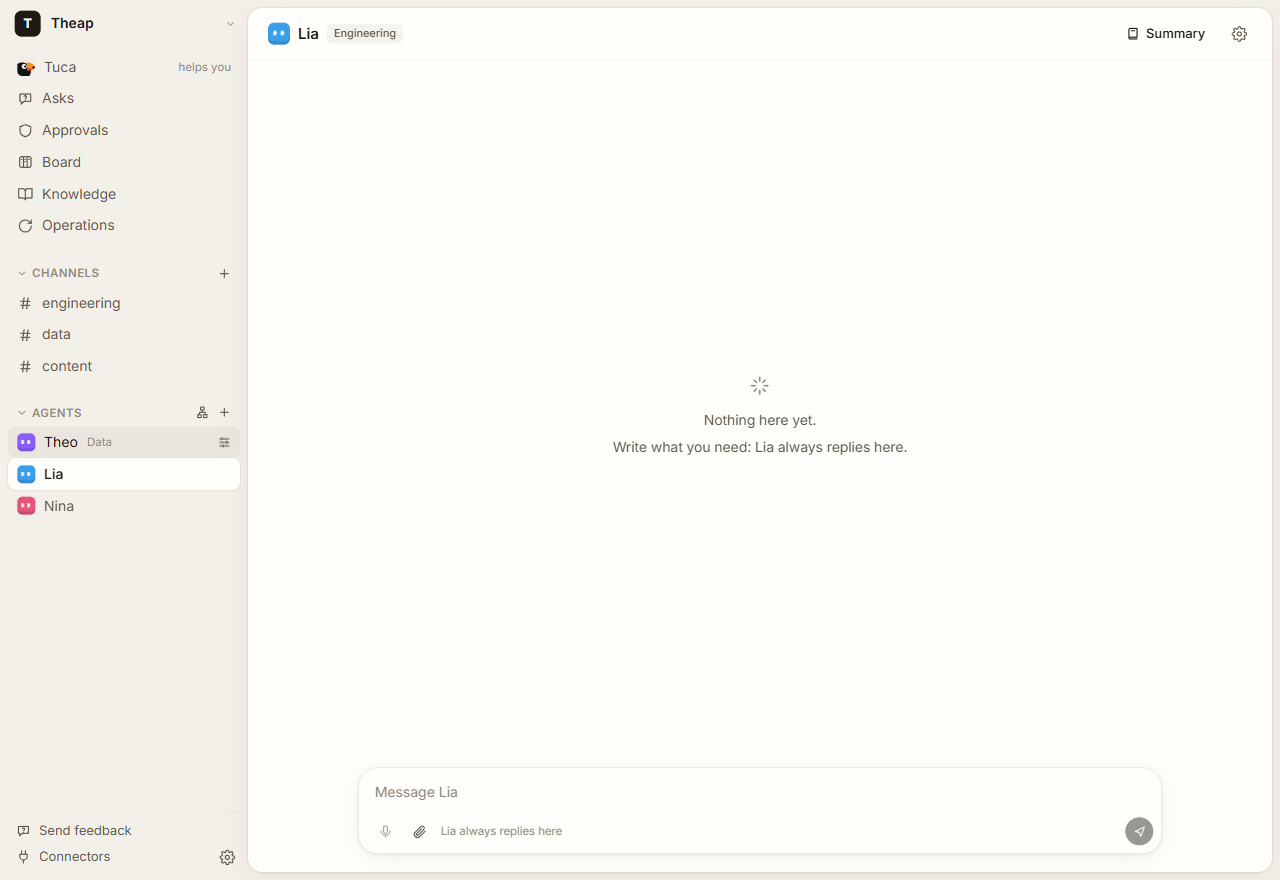 T Theap
Tuca helps you
Asks
Approvals
Board
Knowledge
Operations
CHANNELS
# engineering
# data
# content
AGENTS
Theo Data
Lia
Nina
Send feedback
Connectors
Lia Engineering
Summary
Nothing here yet.
Write what you need: Lia always replies here.
Message Lia
Lia always replies here